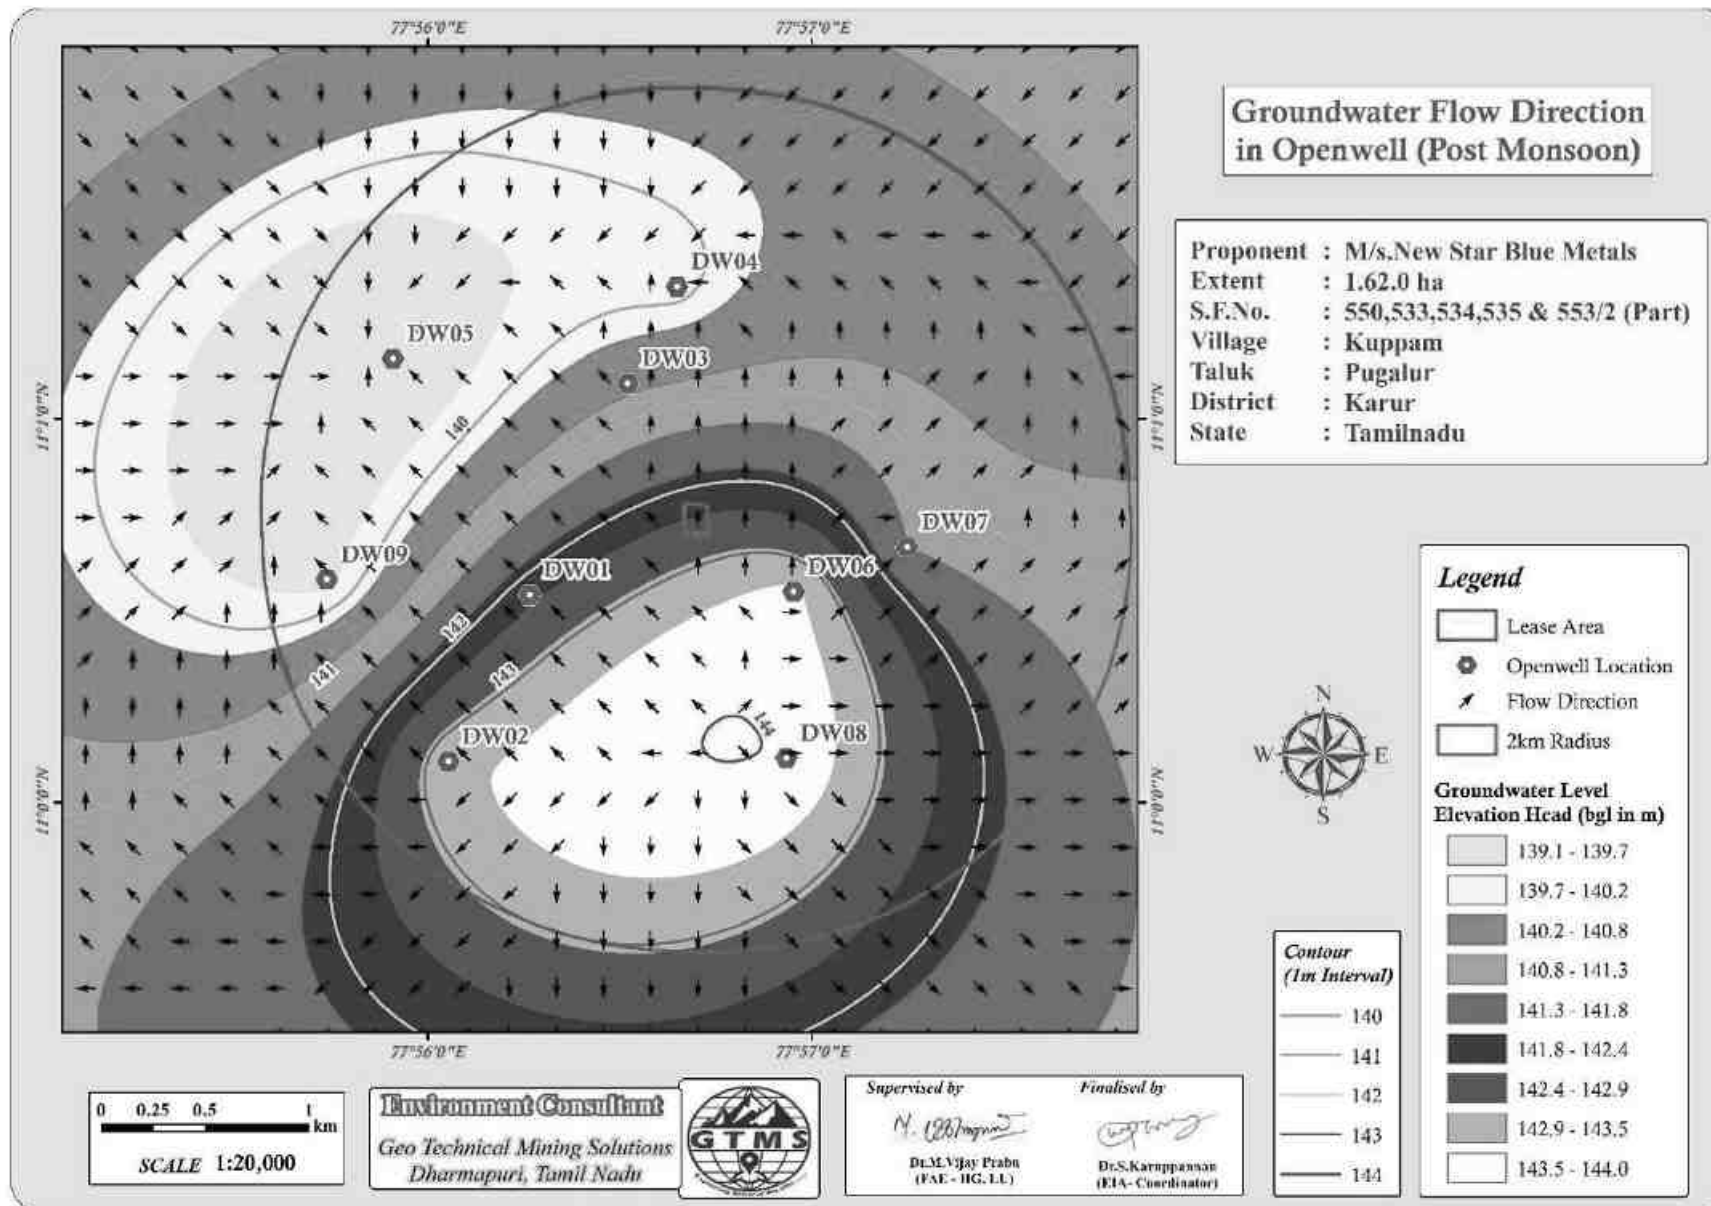 77°56'0"E
77°57'0"E
Groundwater Flow Direction
in Openwell (Post Monsoon)
Proponent : M/s.New Star Blue Metals
Extent : 1.62.0 ha
S.F.No. : 550,533,534,535 & 553/2 (Part)
Village : Kuppam
Taluk : Pugalur
District : Karur
State : Tamilnadu
DW04
DW05
DW03
11°1'0"N
11°1'0"N
140
DW07
DW09
DW01
DW06
142
141
143
144
DW02
DW08
11°0'0"N
11°0'0"N
77°56'0"E
77°57'0"E
Legend
Lease Area
Openwell Location
Flow Direction
2km Radius
N
W
E
S
Groundwater Level
Elevation Head (bgl in m)
139.1 - 139.7
139.7 - 140.2
140.2 - 140.8
140.8 - 141.3
141.3 - 141.8
141.8 - 142.4
142.4 - 142.9
142.9 - 143.5
143.5 - 144.0
Contour
(1m Interval)
140
141
142
143
144
0 0.25 0.5 1
km
SCALE 1:20,000
Environment Consultant
Geo Technical Mining Solutions
Dharmapuri, Tamil Nadu
GTMS
Supervised by
Dr.M.Vijay Prabu
(FAE - HG, LU)
Finalised by
Dr.S.Karuppannan
(EIA- Coordinator)